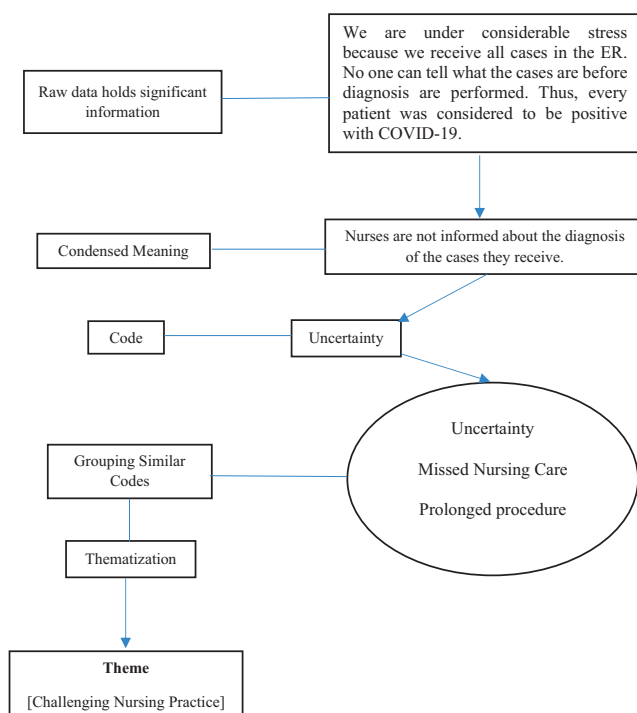 We are under considerable stress
because we receive all cases in the ER.
No one can tell what the cases are before
diagnosis are performed. Thus, every
patient was considered to be positive
with COVID-19.
Raw data holds significant
information
Condensed Meaning
Nurses are not informed about the diagnosis
of the cases they receive.
Code
Uncertainty
Uncertainty
Missed Nursing Care
Prolonged procedure
Grouping Similar
Codes
Thematization
Theme
[Challenging Nursing Practice]